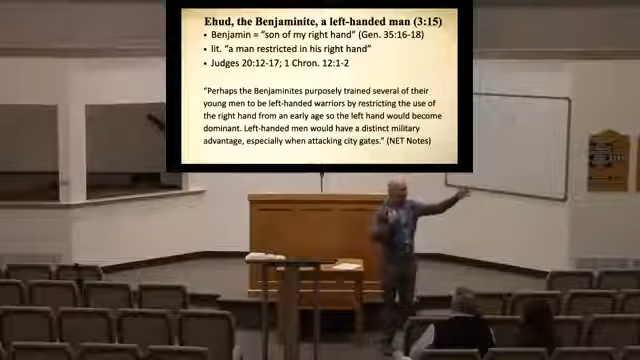 Ehud, the Benjaminite, a left-handed man (3:15)
• Benjamin = "son of my right hand" (Gen. 35:16-18)
• lit. "a man restricted in his right hand"
• Judges 20:12-17; 1 Chron. 12:1-2
"Perhaps the Benjaminites purposely trained several of their
young men to be left-handed warriors by restricting the use of
the right hand from an early age so the left hand would become
dominant. Left-handed men would have a distinct military
advantage, especially when attacking city gates." (NET Notes)